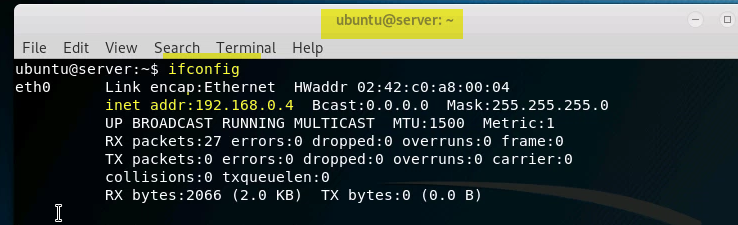 ubuntu@server: ~
File Edit View Search Terminal Help
ubuntu@server:~$ ifconfig
eth0 Link encap:Ethernet HWaddr 02:42:c0:a8:00:04
inet addr:192.168.0.4 Bcast:0.0.0.0 Mask:255.255.255.0
UP BROADCAST RUNNING MULTICAST MTU:1500 Metric:1
RX packets:27 errors:0 dropped:0 overruns:0 frame:0
TX packets:0 errors:0 dropped:0 overruns:0 carrier:0
collisions:0 txqueuelen:0
RX bytes:2066 (2.0 KB) TX bytes:0 (0.0 B)